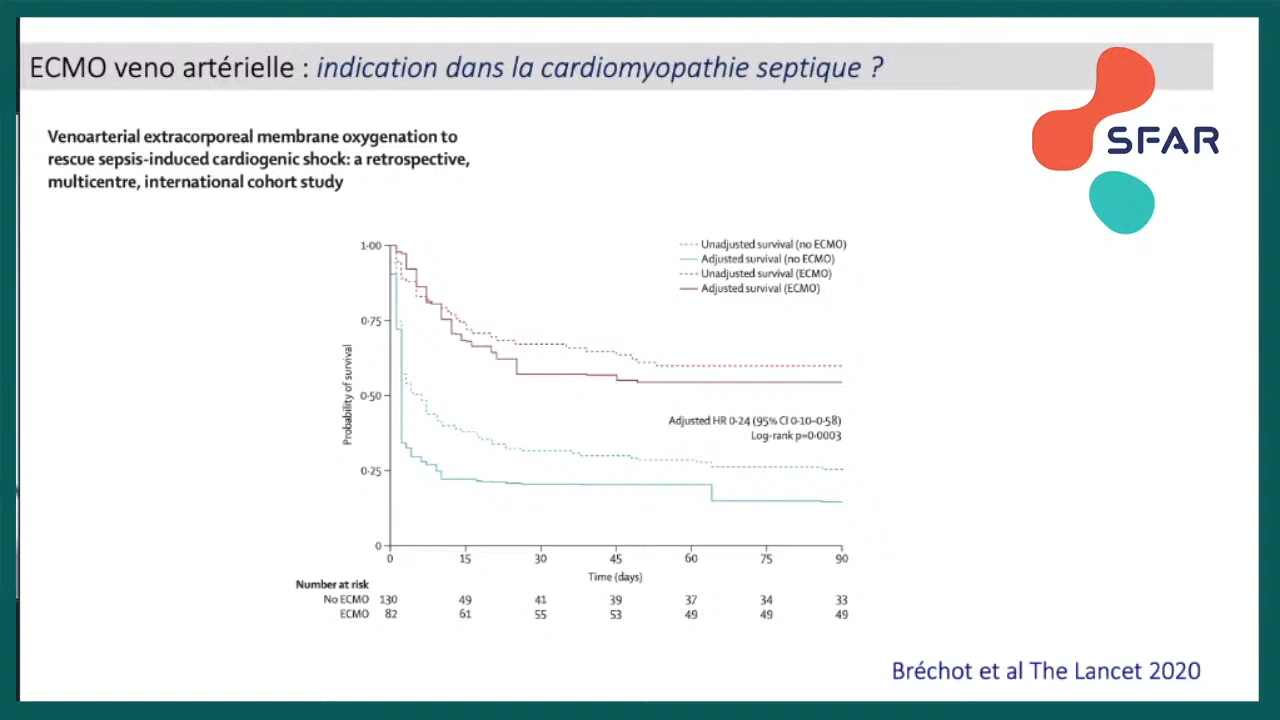 ECMO veno artérielle : indication dans la cardiomyopathie septique ?
SFAR
Venoarterial extracorporeal membrane oxygenation to
rescue sepsis-induced cardiogenic shock: a retrospective,
multicentre, international cohort study
Unadjusted survival (no ECMO)
Adjusted survival (no ECMO)
Unadjusted survival (ECMO)
Adjusted survival (ECMO)
Probability of survival
1·00
0·75
0·50
0·25
0
Adjusted HR 0·24 (95% CI 0·10–0·58)
Log-rank p=0·0003
0 15 30 45 60 75 90
Time (days)
Number at risk
No ECMO 130 49 41 39 37 34 33
ECMO 82 61 55 53 49 49 49
Bréchot et al The Lancet 2020